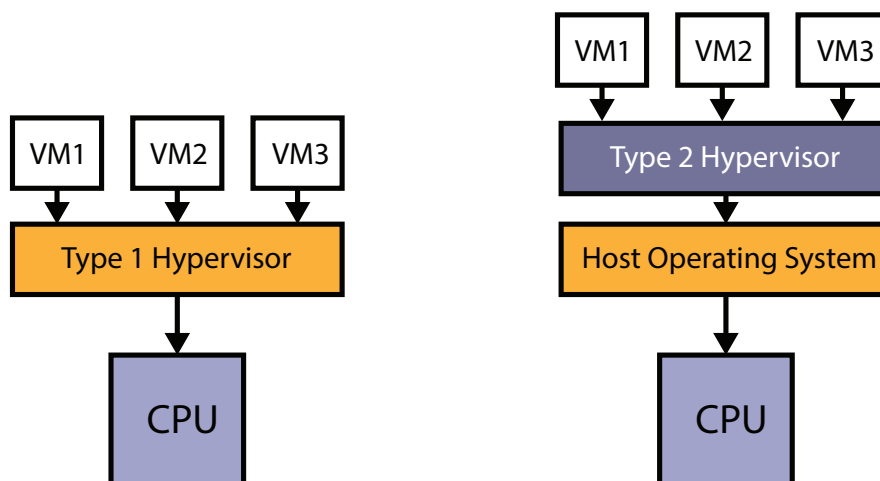 VM1 VM2 VM3
Type 1 Hypervisor
CPU
VM1 VM2 VM3
Type 2 Hypervisor
Host Operating System
CPU